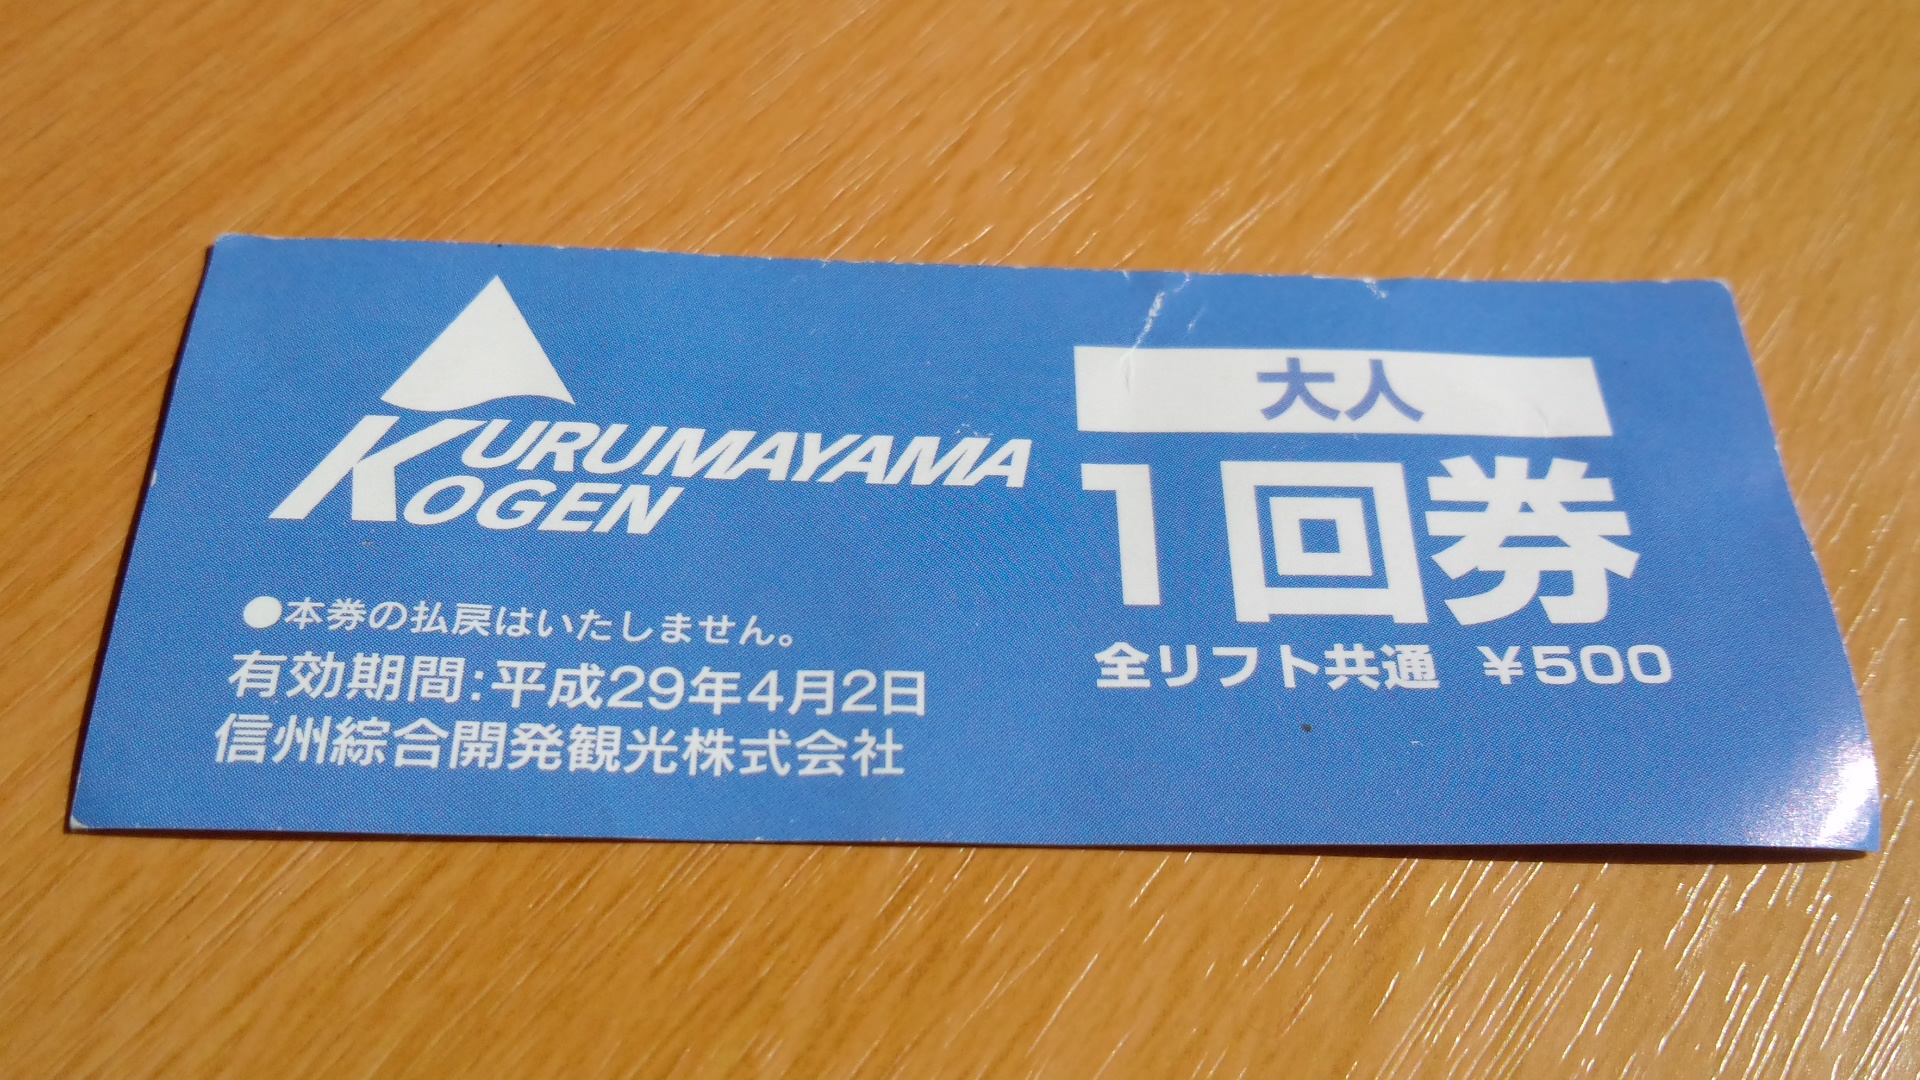 KURUMAYAMA
KOGEN
●本券の払戻はいたしません。
有効期間:平成29年4月2日
信州綜合開発観光株式会社
大人
1回券
全リフト共通 ¥500